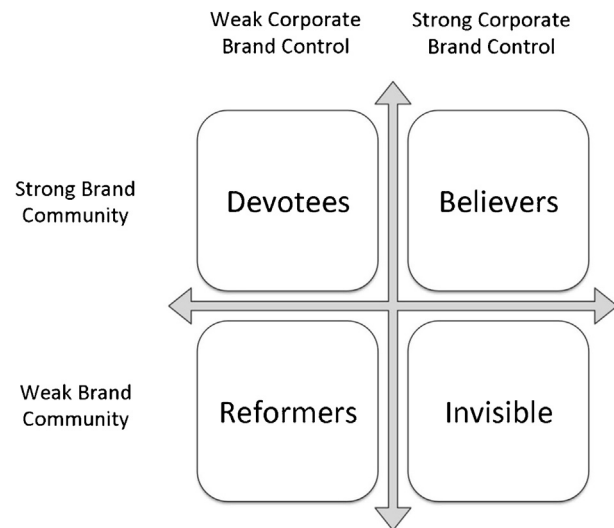 Weak Corporate
Brand Control
Strong Corporate
Brand Control
Strong Brand
Community
Devotees
Believers
Weak Brand
Community
Reformers
Invisible